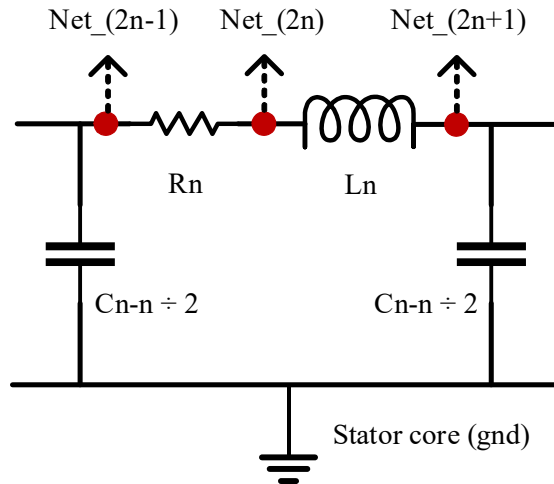 Net_(2n-1) Net_(2n) Net_(2n+1)
Rn Ln
Cn-n ÷ 2 Cn-n ÷ 2
Stator core (gnd)